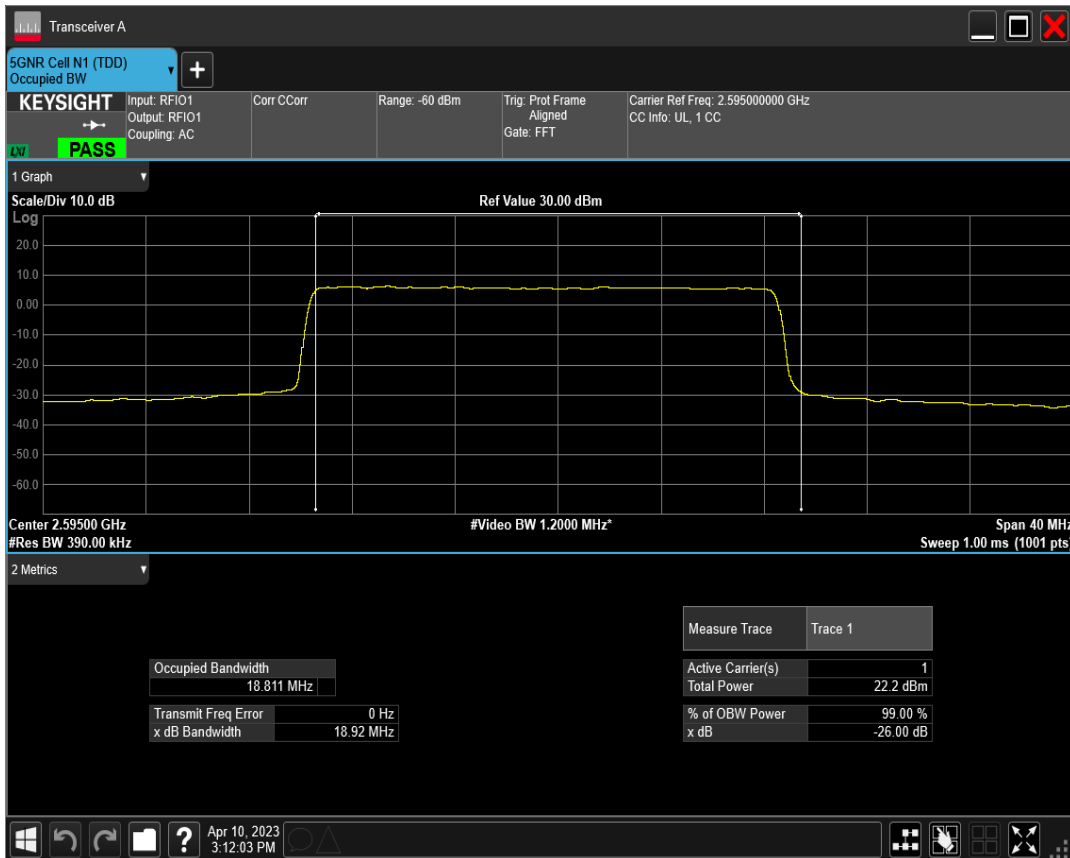 Transceiver A
5GNR Cell N1 (TDD)
Occupied BW
KEYSIGHT
LXI
PASS
Input: RFIO1
Output: RFIO1
Coupling: AC
Corr CCorr
Range: -60 dBm
Trig: Prot Frame
Aligned
Gate: FFT
Carrier Ref Freq: 2.595000000 GHz
CC Info: UL, 1 CC
1 Graph
Scale/Div 10.0 dB
Ref Value 30.00 dBm
Log
20.0
10.0
0.00
-10.0
-20.0
-30.0
-40.0
-50.0
-60.0
Center 2.59500 GHz
#Video BW 1.2000 MHz*
Span 40 MHz
#Res BW 390.00 kHz
Sweep 1.00 ms (1001 pts)
2 Metrics
Measure Trace Trace 1
Occupied Bandwidth
18.811 MHz
Transmit Freq Error 0 Hz
x dB Bandwidth 18.92 MHz
Active Carrier(s) 1
Total Power 22.2 dBm
% of OBW Power 99.00 %
x dB -26.00 dB
Apr 10, 2023
3:12:03 PM